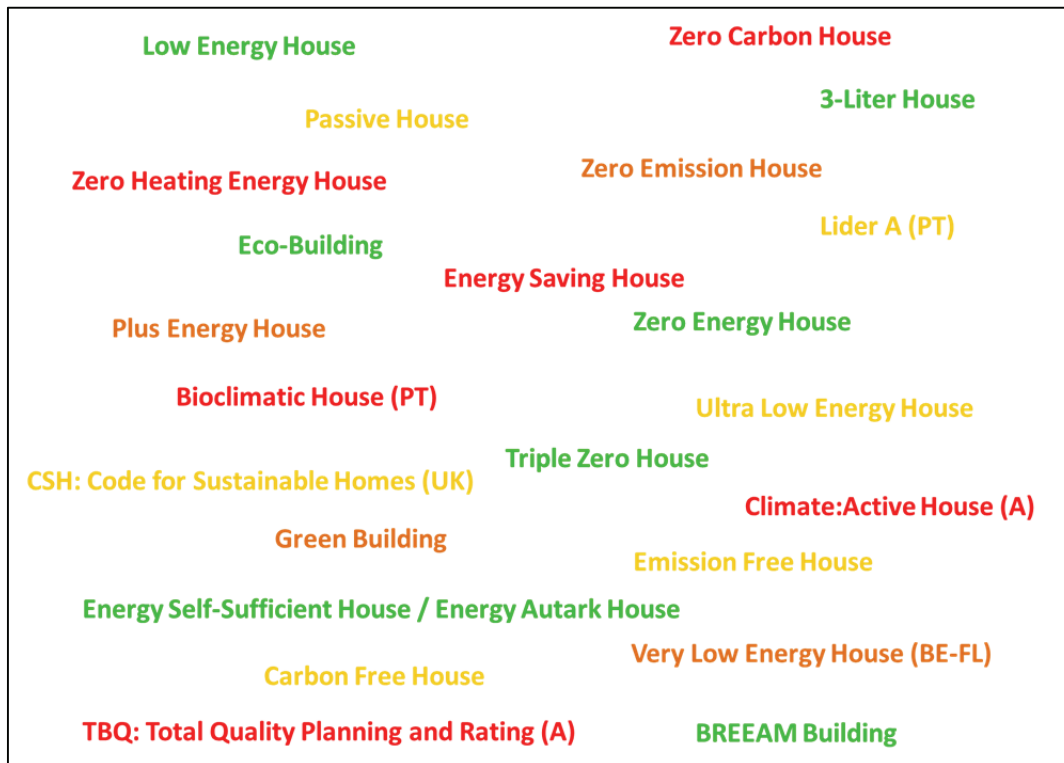 Low Energy House
Zero Carbon House
3-Liter House
Passive House
Zero Emission House
Zero Heating Energy House
Lider A (PT)
Eco-Building
Energy Saving House
Zero Energy House
Plus Energy House
Bioclimatic House (PT)
Ultra Low Energy House
Triple Zero House
CSH: Code for Sustainable Homes (UK)
Climate:Active House (A)
Green Building
Emission Free House
Energy Self-Sufficient House / Energy Autark House
Very Low Energy House (BE-FL)
Carbon Free House
TBQ: Total Quality Planning and Rating (A)
BREEAM Building